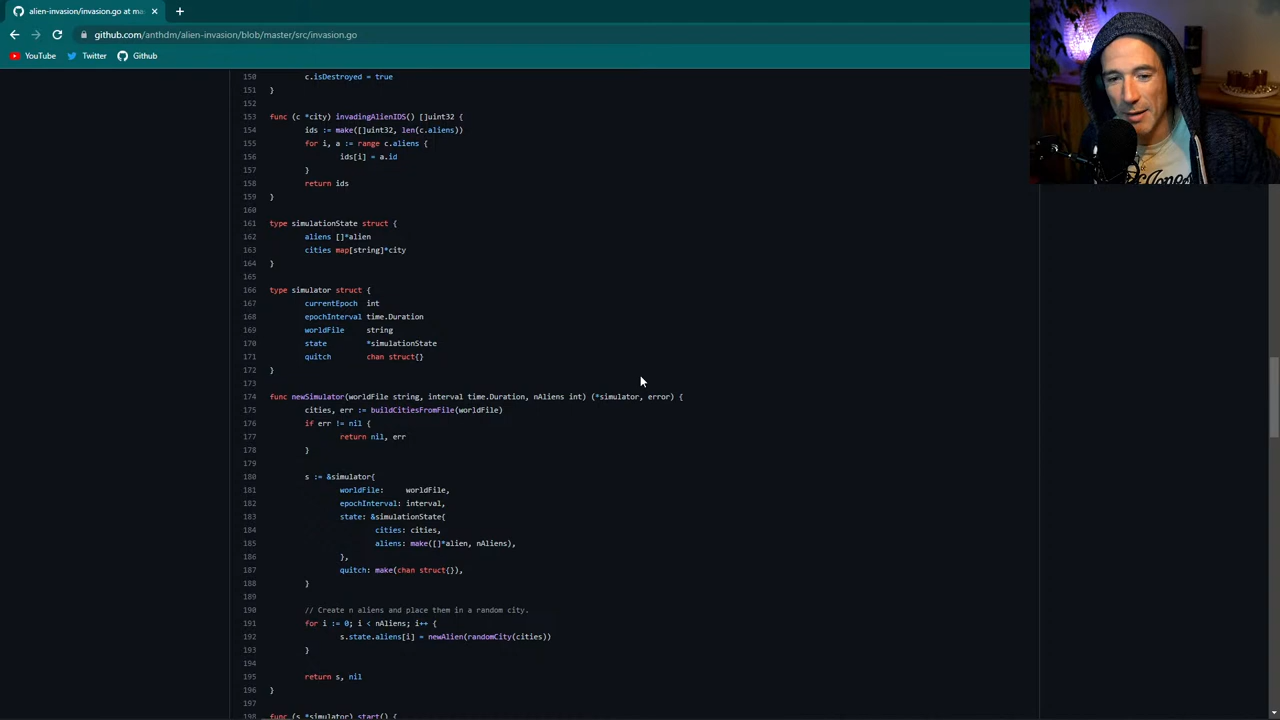 alien-invasion/invasion.go at ma
github.com/anthdm/alien-invasion/blob/master/src/invasion.go
YouTube Twitter Github
150 c.isDestroyed = true
151 }
152
153 func (c *city) invadingAlienIDS() []uint32 {
154 ids := make([]uint32, len(c.aliens))
155 for i, a := range c.aliens {
156 ids[i] = a.id
157 }
158 return ids
159 }
160
161 type simulationState struct {
162 aliens []*alien
163 cities map[string]*city
164 }
165
166 type simulator struct {
167 currentEpoch int
168 epochInterval time.Duration
169 worldFile string
170 state *simulationState
171 quitch chan struct{}
172 }
173
174 func newSimulator(worldFile string, interval time.Duration, nAliens int) (*simulator, error) {
175 cities, err := buildCitiesFromFile(worldFile)
176 if err != nil {
177 return nil, err
178 }
179
180 s := &simulator{
181 worldFile: worldFile,
182 epochInterval: interval,
183 state: &simulationState{
184 cities: cities,
185 aliens: make([]*alien, nAliens),
186 },
187 quitch: make(chan struct{}),
188 }
189
190 // Create n aliens and place them in a random city.
191 for i := 0; i < nAliens; i++ {
192 s.state.aliens[i] = newAlien(randomCity(cities))
193 }
194
195 return s, nil
196 }
197
198 func (s *simulator) start() {